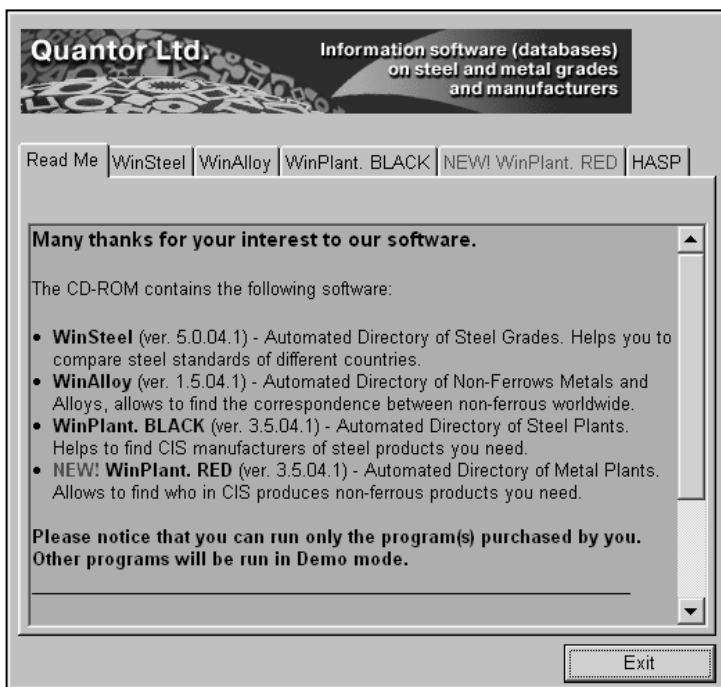 Quantor Ltd.
Information software (databases)
on steel and metal grades
and manufacturers
Read Me WinSteel WinAlloy WinPlant. BLACK NEW! WinPlant. RED HASP
Many thanks for your interest to our software.
The CD-ROM contains the following software:
• WinSteel (ver. 5.0.04.1) - Automated Directory of Steel Grades. Helps you to
compare steel standards of different countries.
• WinAlloy (ver. 1.5.04.1) - Automated Directory of Non-Ferrows Metals and
Alloys, allows to find the correspondence between non-ferrous worldwide.
• WinPlant. BLACK (ver. 3.5.04.1) - Automated Directory of Steel Plants.
Helps to find CIS manufacturers of steel products you need.
• NEW! WinPlant. RED (ver. 3.5.04.1) - Automated Directory of Metal Plants.
Allows to find who in CIS produces non-ferrous products you need.
Please notice that you can run only the program(s) purchased by you.
Other programs will be run in Demo mode.
Exit